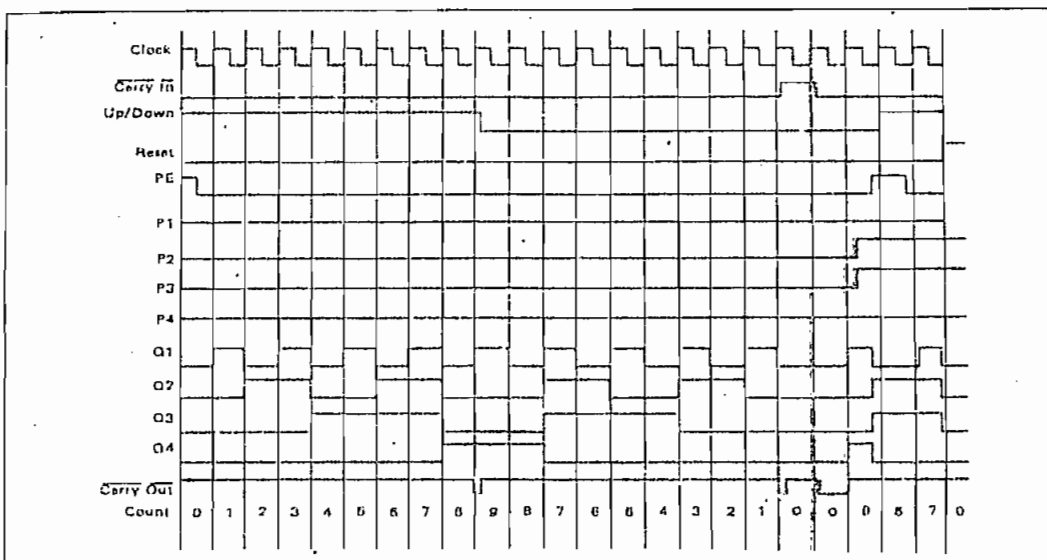 Clock
Carry In
Up/Down
Reset
PE
P1
P2
P3
P4
Q1
Q2
Q3
Q4
Carry Out
Count 0 1 2 3 4 5 6 7 8 9 8 7 6 5 4 3 2 1 0 0 9 6 7 0